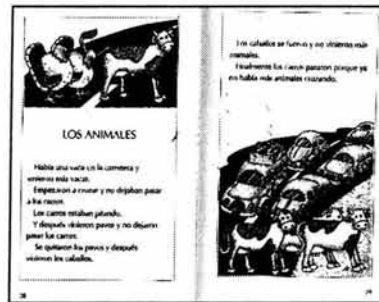 LOS ANIMALES
Había una vaca en la carretera y
vinieron más vacas.
Empezaron a cruzar y no dejaban pasar
a los carros.
Los carros estaban pitando.
Y después vinieron pavos y no dejaron
pasar los carros.
Se quitaron los pavos y después
vinieron los caballos.
28
Los caballos se fueron y no vinieron más
animales.
Finalmente los carros pasaron porque ya
no había más animales cruzando.
29